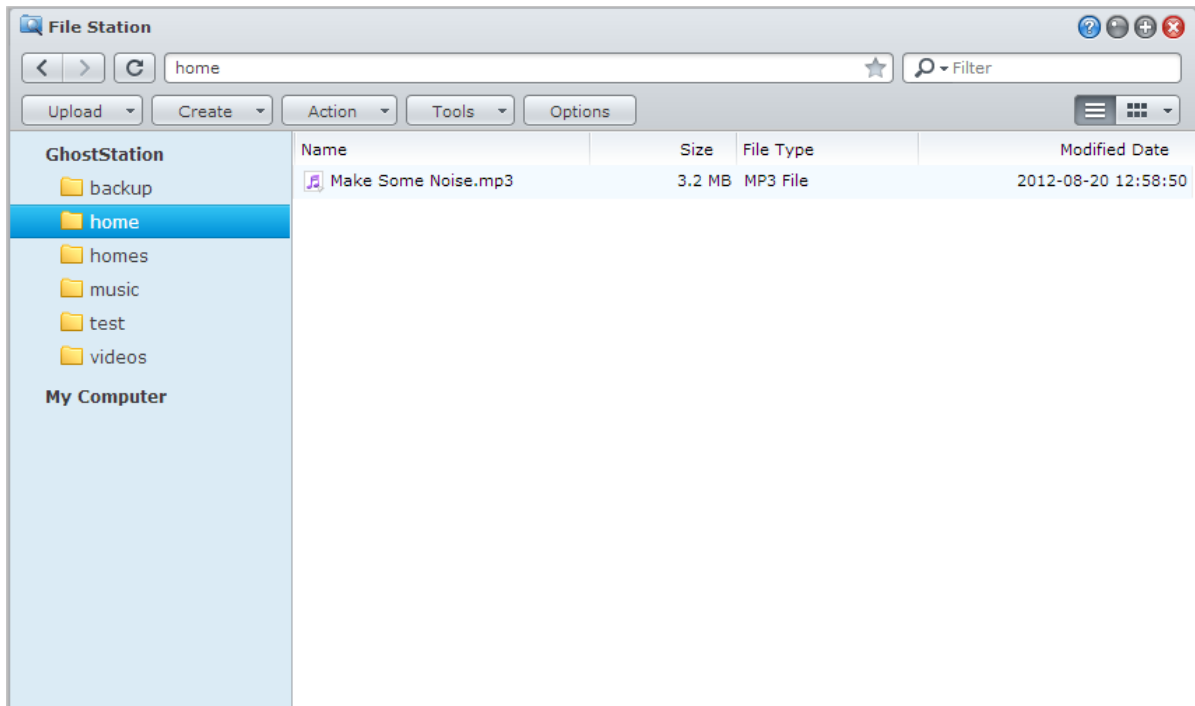 File Station
home
Filter
Upload Create Action Tools Options
GhostStation
backup
home
homes
music
test
videos
My Computer
Name Size File Type Modified Date
Make Some Noise.mp3 3.2 MB MP3 File 2012-08-20 12:58:50